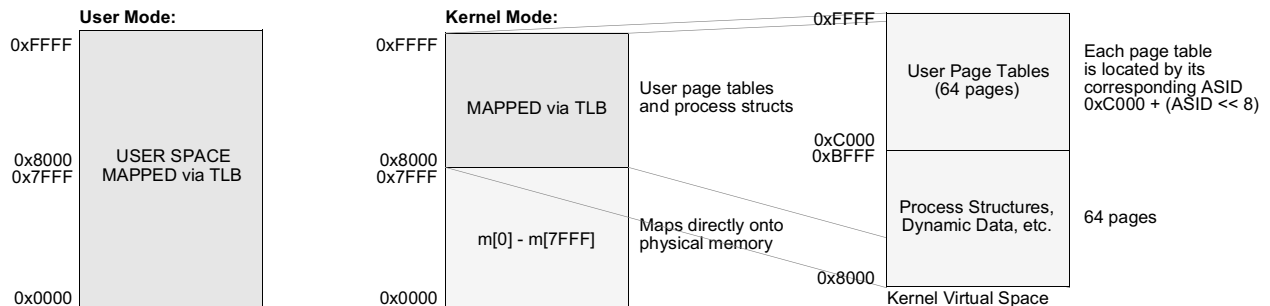 User Mode:
0xFFFF
0x8000
0x7FFF
USER SPACE
MAPPED via TLB
0x0000
Kernel Mode:
0xFFFF
MAPPED via TLB
User page tables
and process structs
0x8000
0x7FFF
m[0] - m[7FFF]
Maps directly onto
physical memory
0x0000
0xFFFF
User Page Tables
(64 pages)
Each page table
is located by its
corresponding ASID
0xC000 + (ASID << 8)
0xC000
0xBFFF
Process Structures,
Dynamic Data, etc.
64 pages
0x8000
Kernel Virtual Space